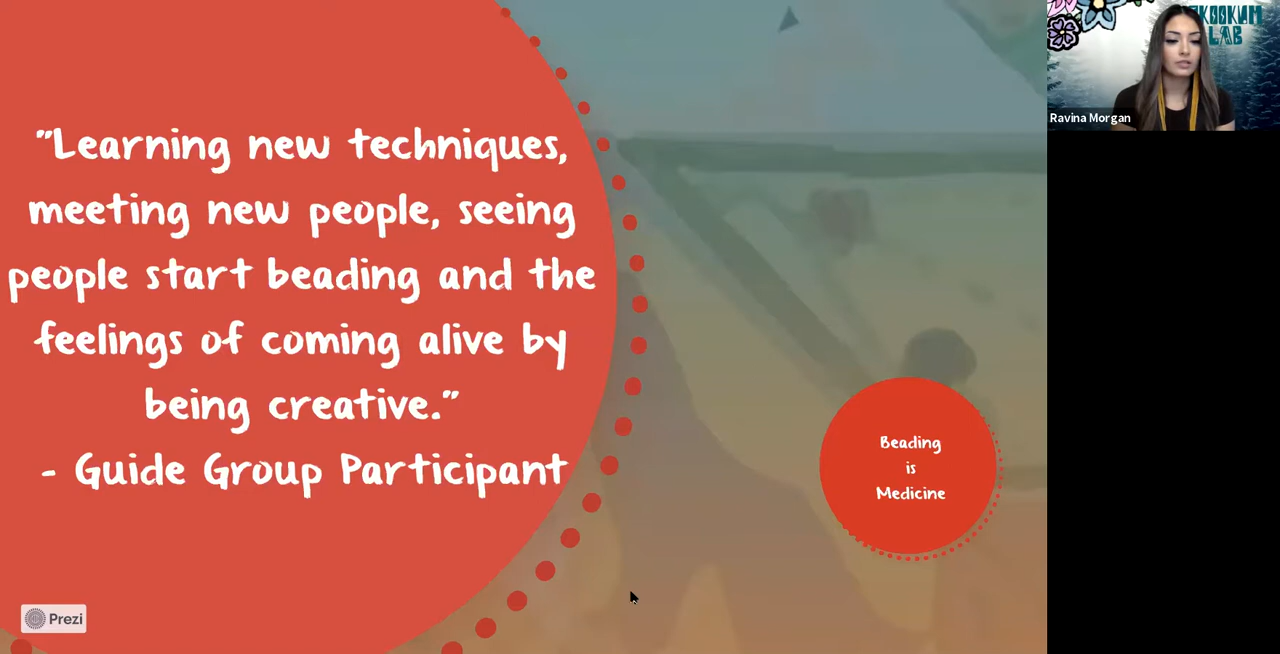 "Learning new techniques,
meeting new people, seeing
people start beading and the
feelings of coming alive by
being creative."
- Guide Group Participant
Beading
is
Medicine
Prezi
KOOKUM
LAB
Ravina Morgan